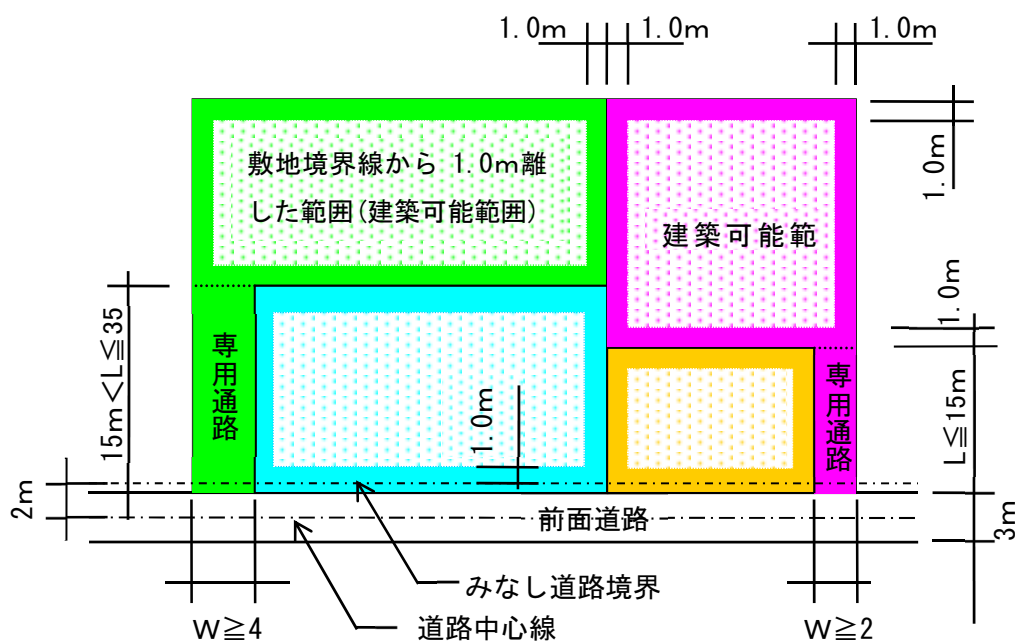 1.0m
1.0m
1.0m
敷地境界線から 1.0m離
した範囲(建築可能範囲)
建築可能範
1.0m
1.0m
15m<L≦35
専用通路
1.0m
専用通路
L≦15m
2m
前面道路
3m
みなし道路境界
W≧4
道路中心線
W≧2